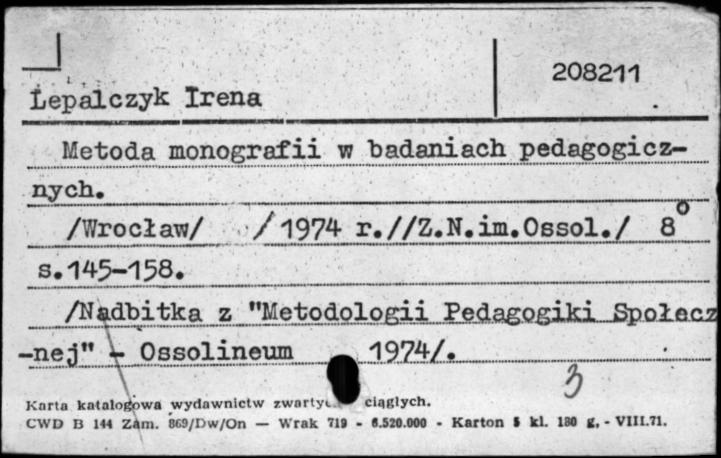 208211
Lepalczyk Irena
Metoda monografii w badaniach pedagogicz-
nych.
/Wrocław/ /1974 r.//Z.N.im.Ossol./ 8°
s.145-158.
/Nadbitka z "Metodologii Pedagogiki Społecz
-nej" - Ossolineum 1974/.
3
Karta katalogowa wydawnictw ciągłych.
CWD B 144 Zam. 869/Dw/On — Wrak 719 - 6.520.000 - Karton 5 kl. 180 g. - VIII.71.